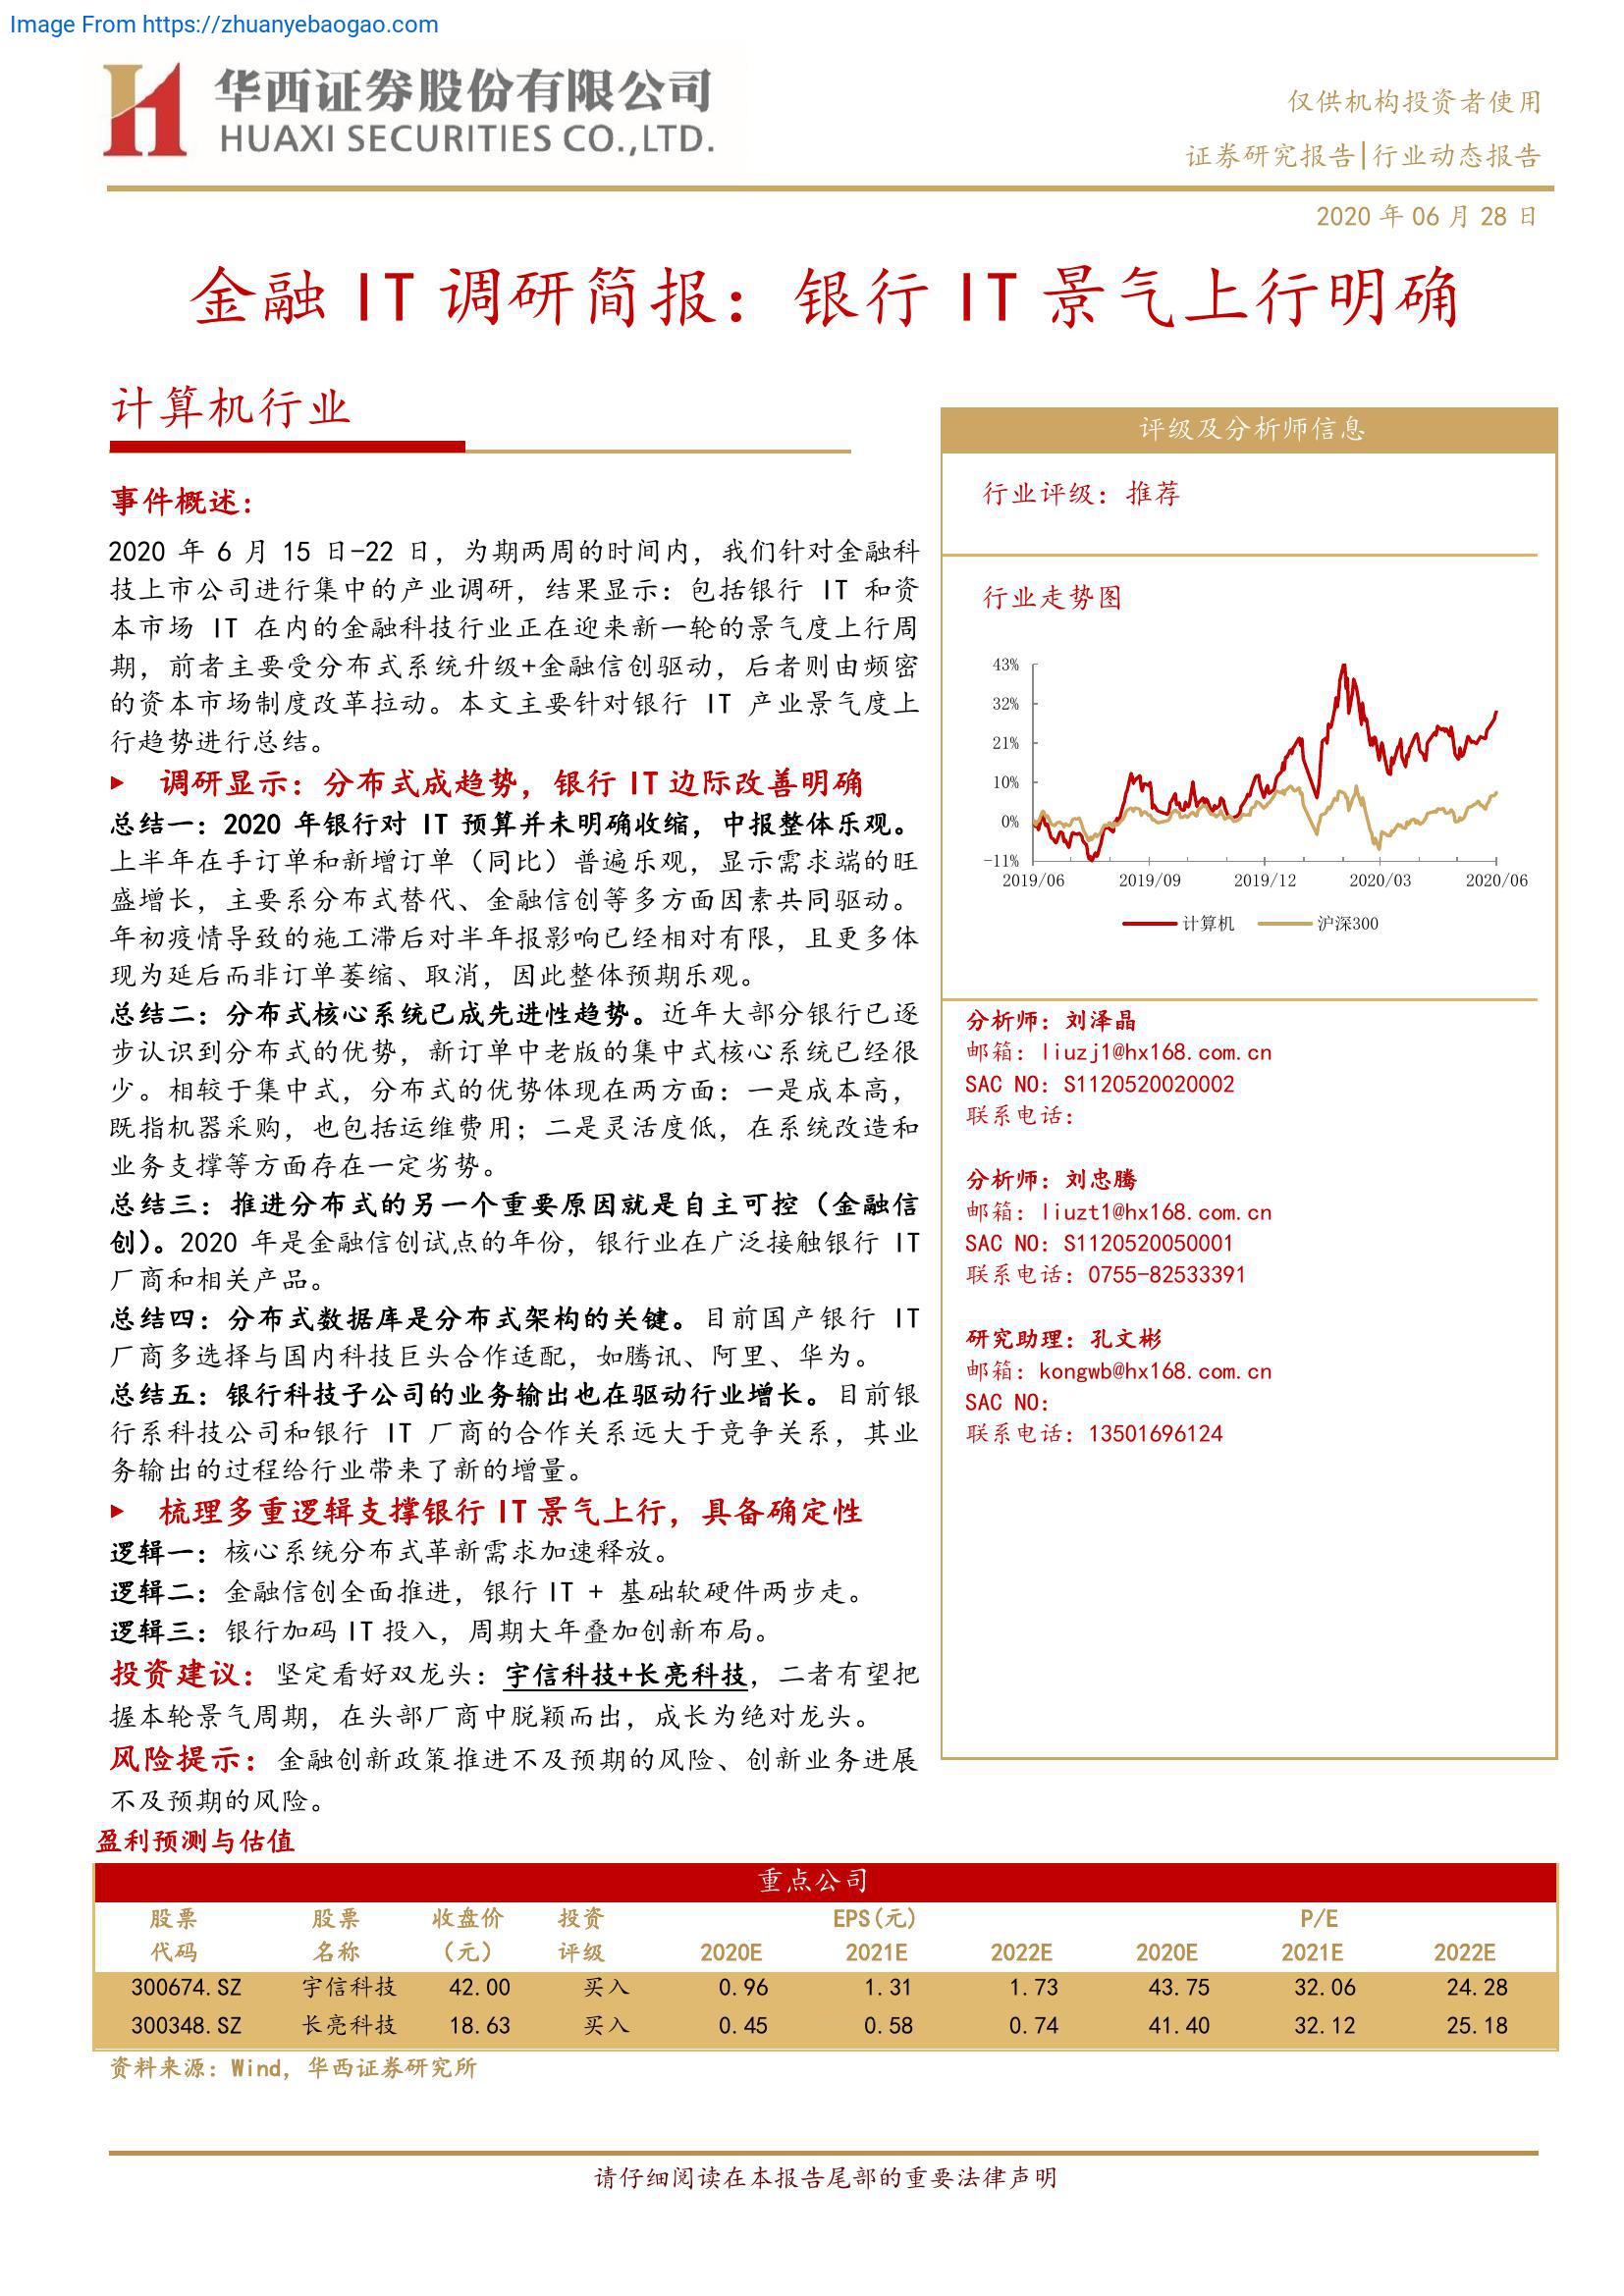 Image From https://zhuanyebaogao.com
华西证券股份有限公司
HUAXI SECURITIES CO.,LTD.
仅供机构投资者使用
证券研究报告|行业动态报告
2020 年 06 月 28 日
金融 IT 调研简报：银行 IT 景气上行明确
计算机行业
事件概述：
2020 年 6 月 15 日-22 日，为期两周的时间内，我们针对金融科
技上市公司进行集中的产业调研，结果显示：包括银行 IT 和资
本市场 IT 在内的金融科技行业正在迎来新一轮的景气度上行周
期，前者主要受分布式系统升级+金融信创驱动，后者则由频密
的资本市场制度改革拉动。本文主要针对银行 IT 产业景气度上
行趋势进行总结。
▶ 调研显示：分布式成趋势，银行 IT 边际改善明确
总结一：2020 年银行对 IT 预算并未明确收缩，中报整体乐观。
上半年在手订单和新增订单（同比）普遍乐观，显示需求端的旺
盛增长，主要系分布式替代、金融信创等多方面因素共同驱动。
年初疫情导致的施工滞后对半年报影响已经相对有限，且更多体
现为延后而非订单萎缩、取消，因此整体预期乐观。
总结二：分布式核心系统已成先进性趋势。近年大部分银行已逐
步认识到分布式的优势，新订单中老版的集中式核心系统已经很
少。相较于集中式，分布式的优势体现在两方面：一是成本高，
既指机器采购，也包括运维费用；二是灵活度低，在系统改造和
业务支撑等方面存在一定劣势。
总结三：推进分布式的另一个重要原因就是自主可控（金融信
创）。2020 年是金融信创试点的年份，银行业在广泛接触银行 IT
厂商和相关产品。
总结四：分布式数据库是分布式架构的关键。目前国产银行 IT
厂商多选择与国内科技巨头合作适配，如腾讯、阿里、华为。
总结五：银行科技子公司的业务输出也在驱动行业增长。目前银
行系科技公司和银行 IT 厂商的合作关系远大于竞争关系，其业
务输出的过程给行业带来了新的增量。
▶ 梳理多重逻辑支撑银行 IT 景气上行，具备确定性
逻辑一：核心系统分布式革新需求加速释放。
逻辑二：金融信创全面推进，银行 IT + 基础软硬件两步走。
逻辑三：银行加码 IT 投入，周期大年叠加创新布局。
投资建议：坚定看好双龙头：宇信科技+长亮科技，二者有望把
握本轮景气周期，在头部厂商中脱颖而出，成长为绝对龙头。
风险提示：金融创新政策推进不及预期的风险、创新业务进展
不及预期的风险。
评级及分析师信息
行业评级：推荐
行业走势图
43%
32%
21%
10%
0%
-11%
2019/06 2019/09 2019/12 2020/03 2020/06
计算机 沪深300
分析师：刘泽晶
邮箱：liuzj1@hx168.com.cn
SAC NO：S1120520020002
联系电话：
分析师：刘忠腾
邮箱：liuzt1@hx168.com.cn
SAC NO：S1120520050001
联系电话：0755-82533391
研究助理：孔文彬
邮箱：kongwb@hx168.com.cn
SAC NO：
联系电话：13501696124
盈利预测与估值
重点公司
股票 股票 收盘价 投资 EPS(元) P/E
代码 名称 （元） 评级 2020E 2021E 2022E 2020E 2021E 2022E
300674.SZ 宇信科技 42.00 买入 0.96 1.31 1.73 43.75 32.06 24.28
300348.SZ 长亮科技 18.63 买入 0.45 0.58 0.74 41.40 32.12 25.18
资料来源：Wind，华西证券研究所
请仔细阅读在本报告尾部的重要法律声明